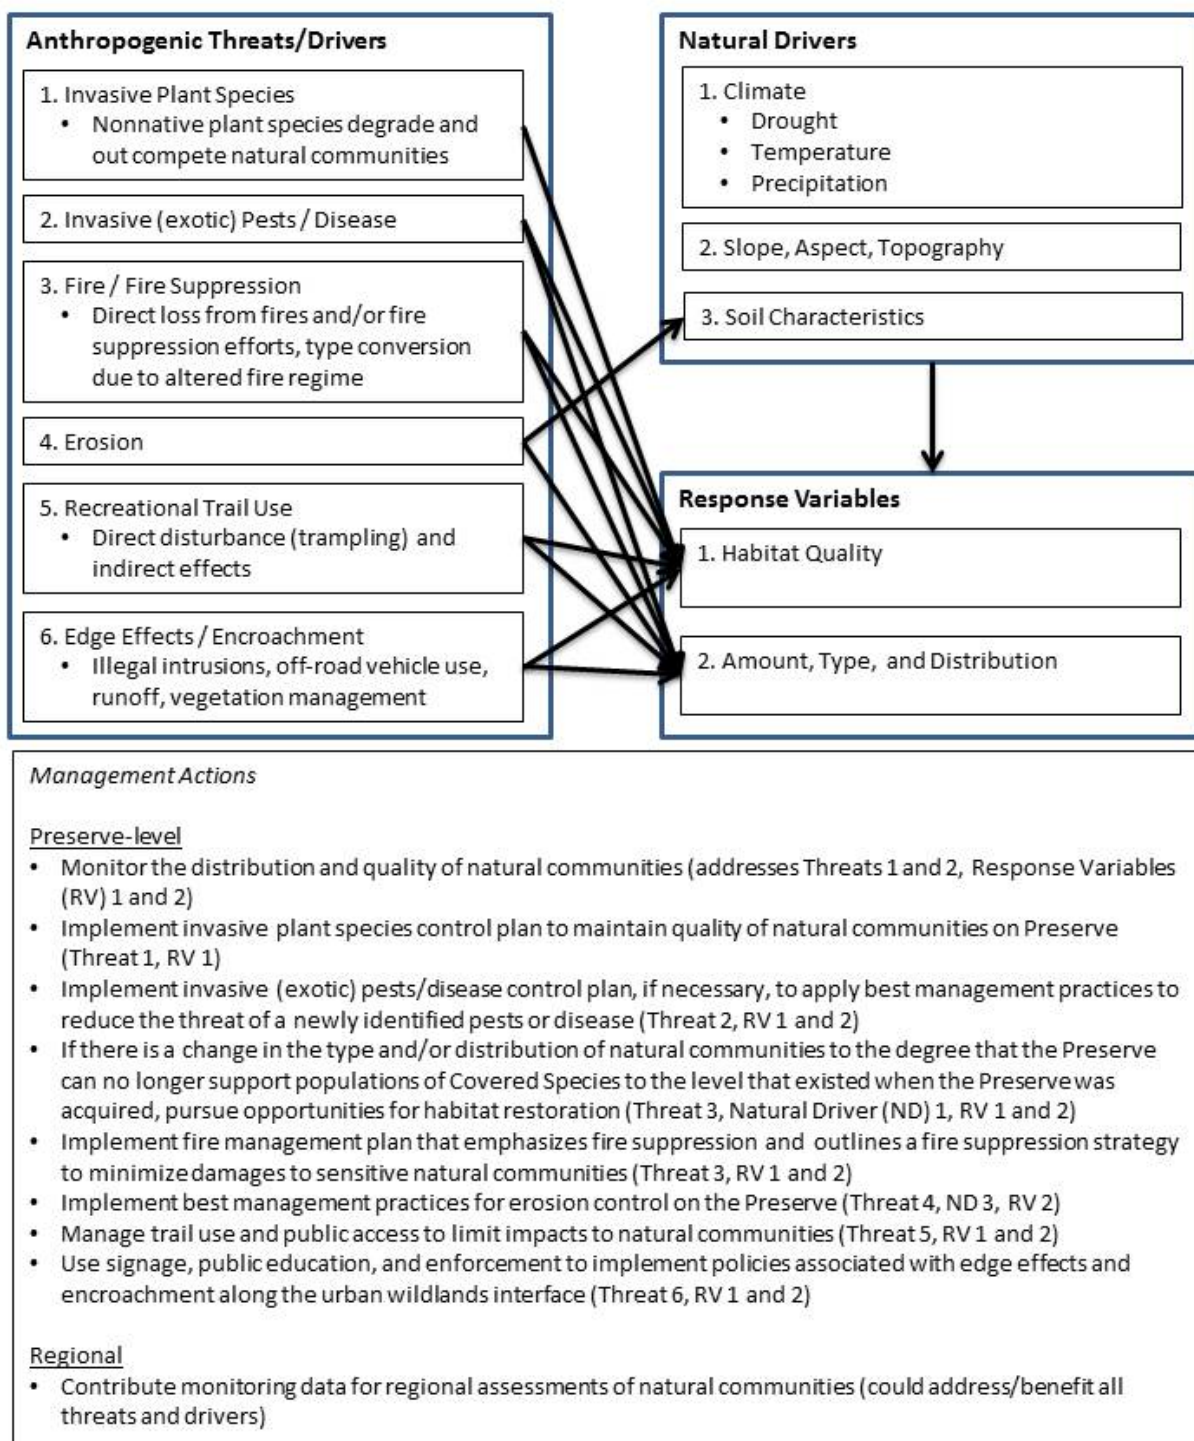 Anthropogenic Threats/Drivers
1. Invasive Plant Species
• Nonnative plant species degrade and
out compete natural communities
2. Invasive (exotic) Pests / Disease
3. Fire / Fire Suppression
• Direct loss from fires and/or fire
suppression efforts, type conversion
due to altered fire regime
4. Erosion
5. Recreational Trail Use
• Direct disturbance (trampling) and
indirect effects
6. Edge Effects / Encroachment
• Illegal intrusions, off-road vehicle use,
runoff, vegetation management
Natural Drivers
1. Climate
• Drought
• Temperature
• Precipitation
2. Slope, Aspect, Topography
3. Soil Characteristics
Response Variables
1. Habitat Quality
2. Amount, Type, and Distribution
Management Actions
Preserve-level
• Monitor the distribution and quality of natural communities (addresses Threats 1 and 2, Response Variables
(RV) 1 and 2)
• Implement invasive plant species control plan to maintain quality of natural communities on Preserve
(Threat 1, RV 1)
• Implement invasive (exotic) pests/disease control plan, if necessary, to apply best management practices to
reduce the threat of a newly identified pests or disease (Threat 2, RV 1 and 2)
• If there is a change in the type and/or distribution of natural communities to the degree that the Preserve
can no longer support populations of Covered Species to the level that existed when the Preserve was
acquired, pursue opportunities for habitat restoration (Threat 3, Natural Driver (ND) 1, RV 1 and 2)
• Implement fire management plan that emphasizes fire suppression and outlines a fire suppression strategy
to minimize damages to sensitive natural communities (Threat 3, RV 1 and 2)
• Implement best management practices for erosion control on the Preserve (Threat 4, ND 3, RV 2)
• Manage trail use and public access to limit impacts to natural communities (Threat 5, RV 1 and 2)
• Use signage, public education, and enforcement to implement policies associated with edge effects and
encroachment along the urban wildlands interface (Threat 6, RV 1 and 2)
Regional
• Contribute monitoring data for regional assessments of natural communities (could address/benefit all
threats and drivers)